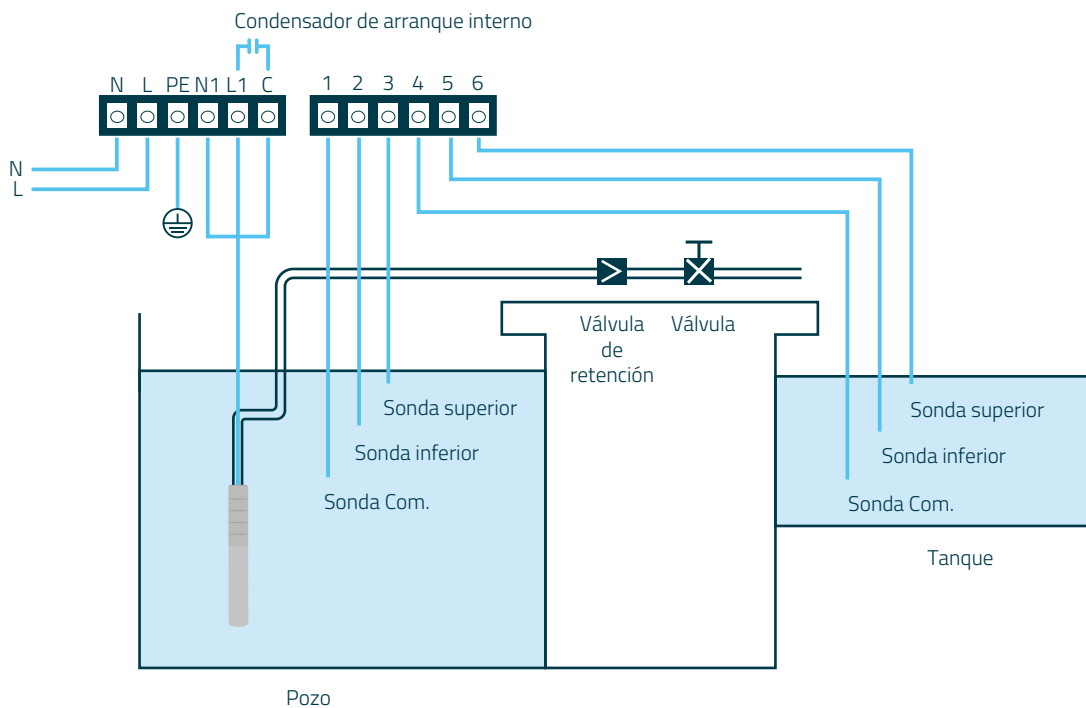 Condensador de arranque interno
N L PE N1 L1 C
1 2 3 4 5 6
N
L
Válvula
de
retención
Válvula
Sonda superior
Sonda inferior
Sonda Com.
Sonda superior
Sonda inferior
Sonda Com.
Tanque
Pozo